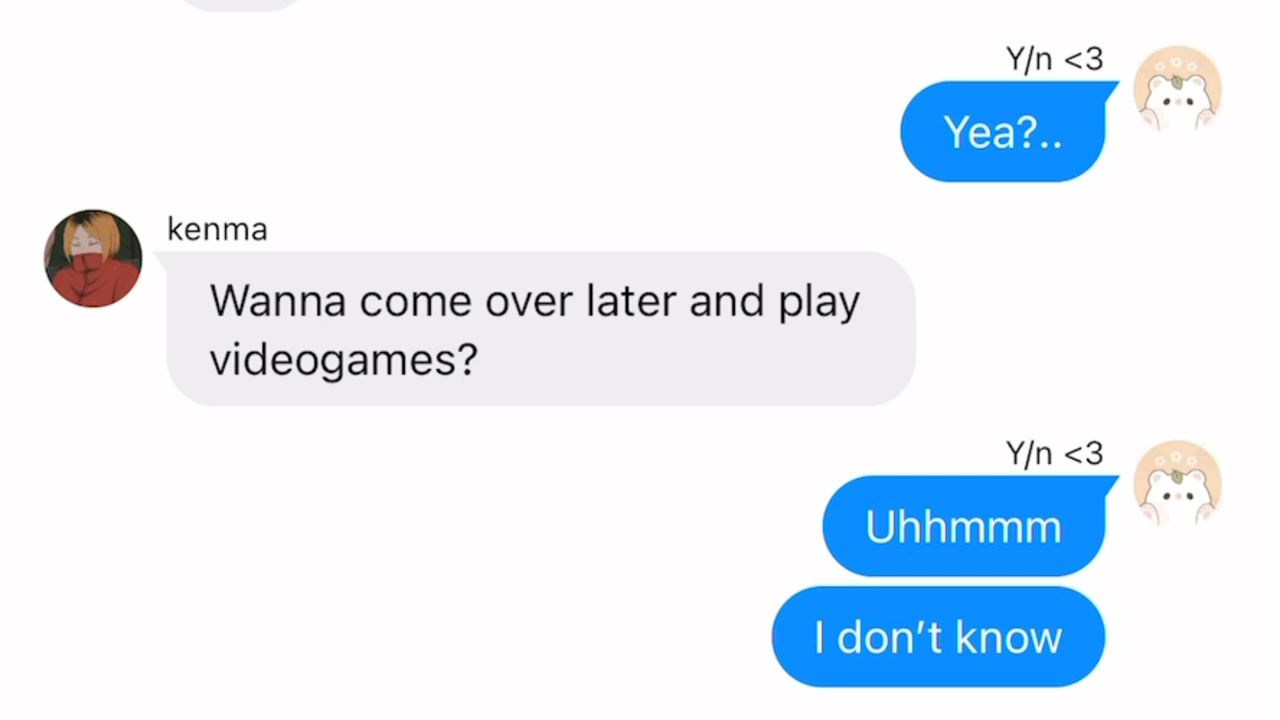 Y/n <3
Yea?..
kenma
Wanna come over later and play
videogames?
Y/n <3
Uhhmmm
I don’t know